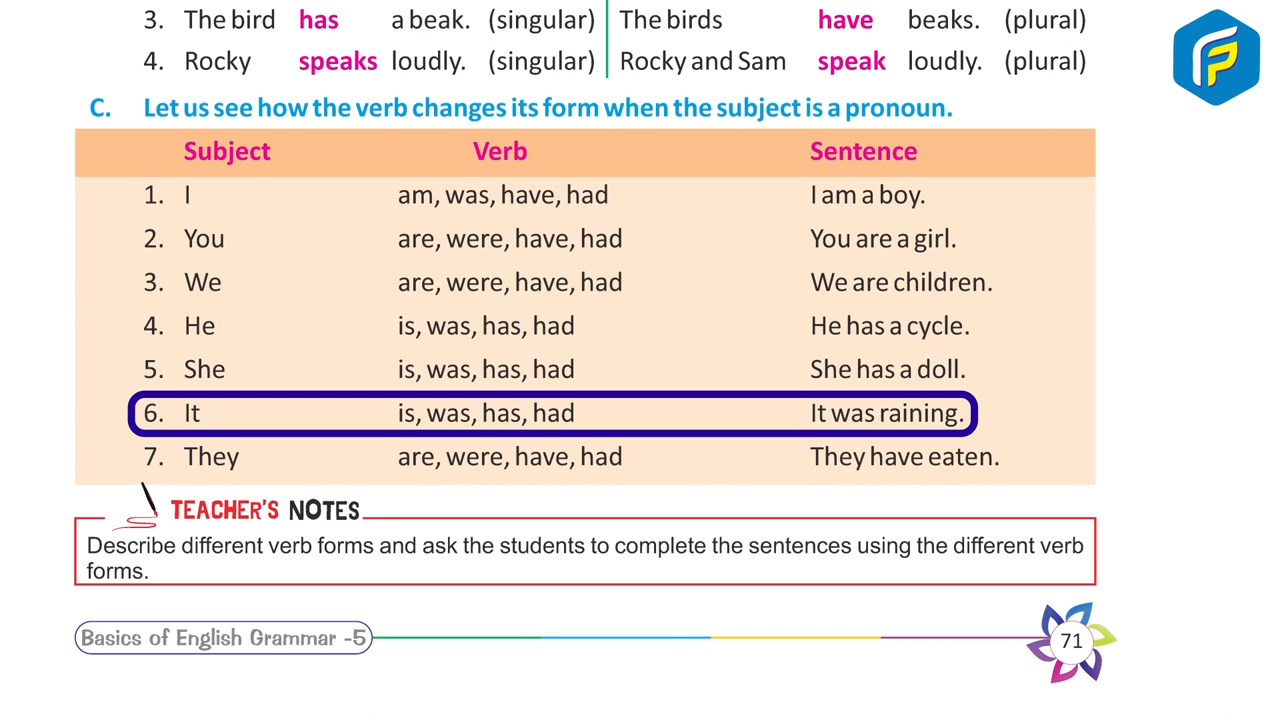 3. The bird has a beak. (singular) The birds have beaks. (plural)
4. Rocky speaks loudly. (singular) Rocky and Sam speak loudly. (plural)
C. Let us see how the verb changes its form when the subject is a pronoun.
Subject Verb Sentence
1. I am, was, have, had I am a boy.
2. You are, were, have, had You are a girl.
3. We are, were, have, had We are children.
4. He is, was, has, had He has a cycle.
5. She is, was, has, had She has a doll.
6. It is, was, has, had It was raining.
7. They are, were, have, had They have eaten.
TEACHER'S NOTES
Describe different verb forms and ask the students to complete the sentences using the different verb
forms.
Basics of English Grammar -5
71